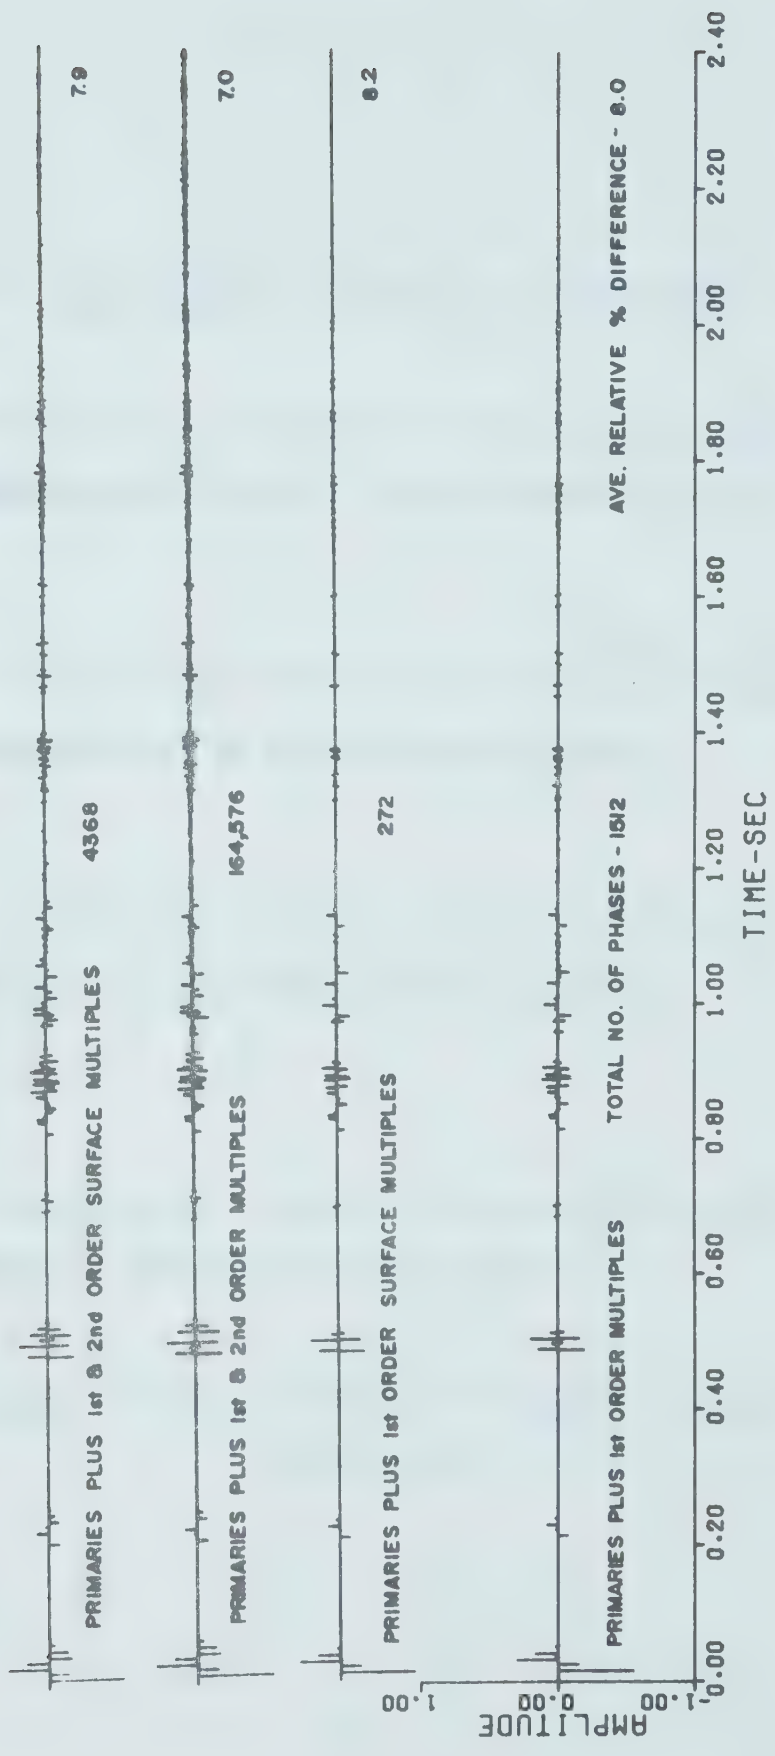 7.9
4368
PRIMARIES PLUS 1st & 2nd ORDER SURFACE MULTIPLES
7.0
164,576
PRIMARIES PLUS 1st & 2nd ORDER MULTIPLES
8.2
272
PRIMARIES PLUS 1st ORDER SURFACE MULTIPLES
PRIMARIES PLUS 1st ORDER MULTIPLES TOTAL NO. OF PHASES - 1512 AVE. RELATIVE % DIFFERENCE - 8.0
AMPLITUDE
1.00
0.00
-1.00
0.00 0.20 0.40 0.60 0.80 1.00 1.20 1.40 1.60 1.80 2.00 2.20 2.40
TIME-SEC